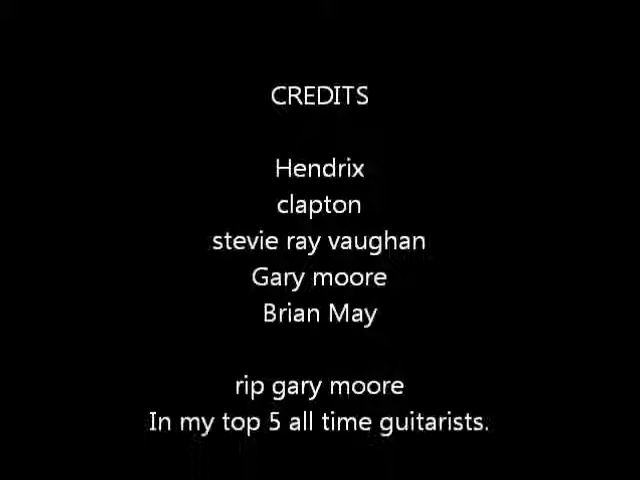 CREDITS
Hendrix
clapton
stevie ray vaughan
Gary moore
Brian May
rip gary moore
In my top 5 all time guitarists.